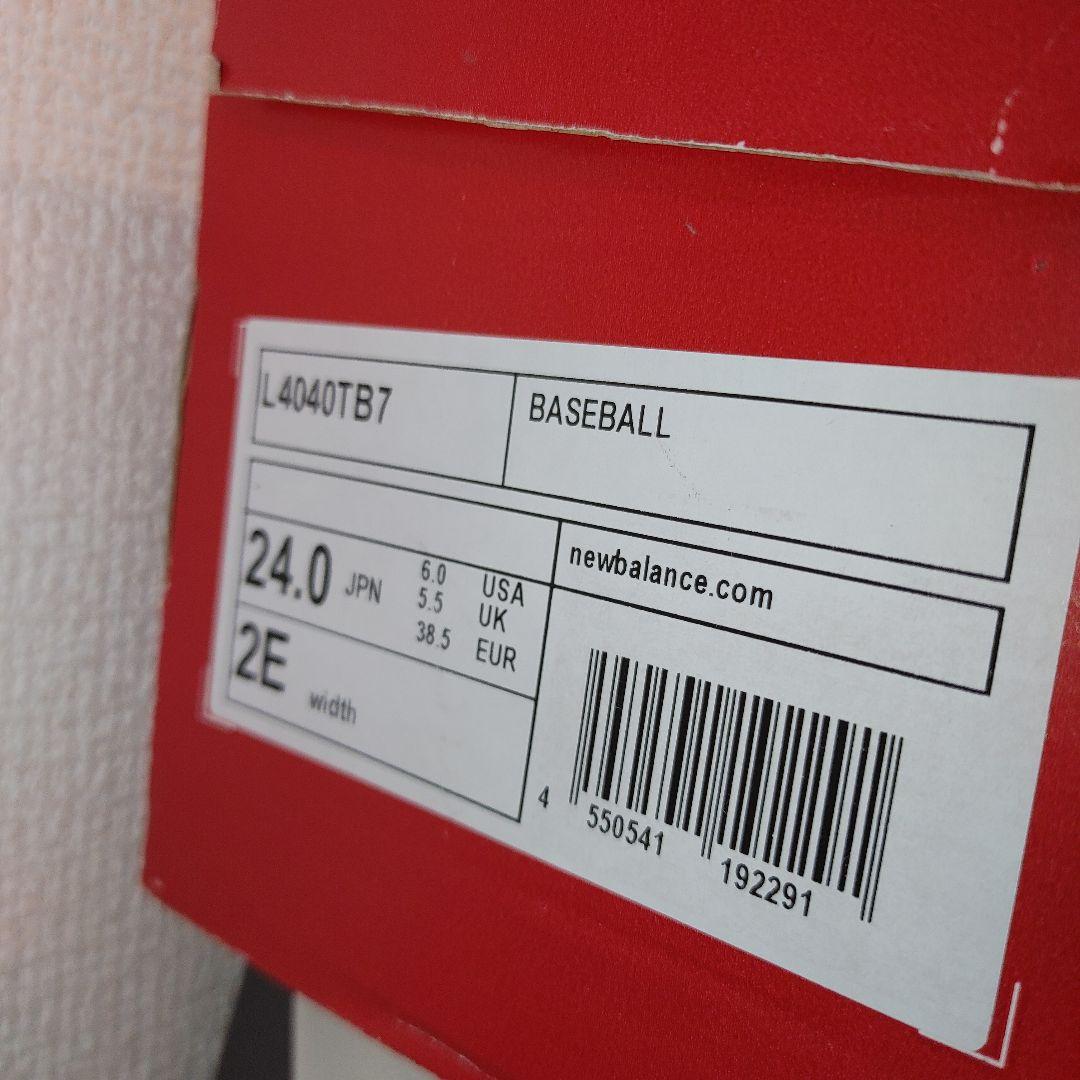 L4040TB7
BASEBALL
newbalance.com
24.0 JPN
6.0 USA
5.5 UK
38.5 EUR
2E width
4 550541 192291